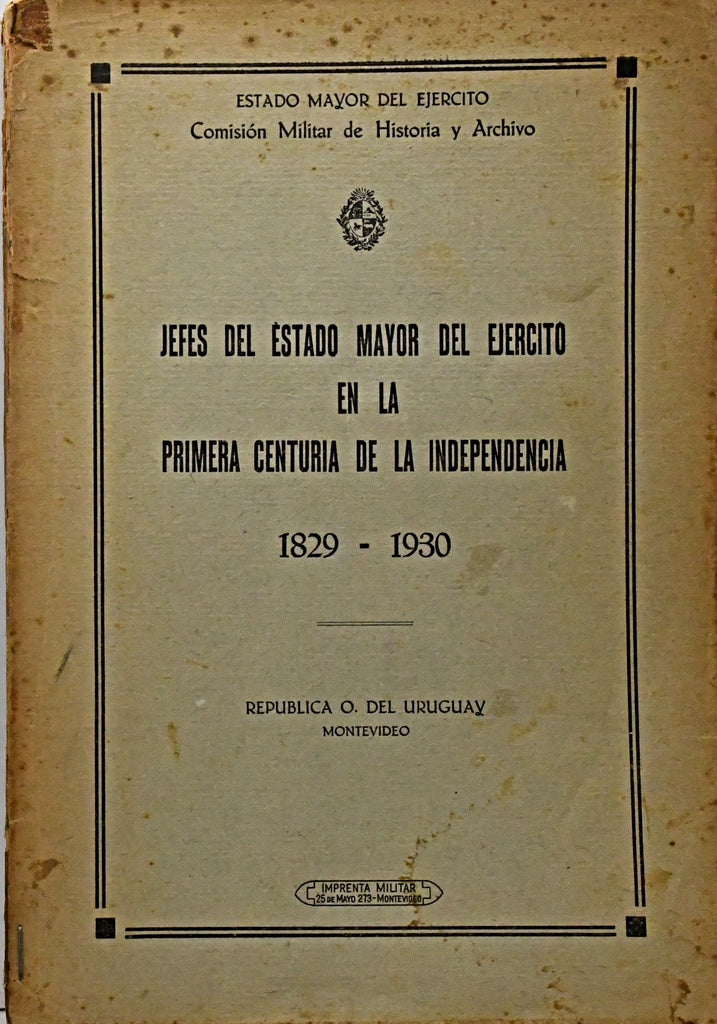 ESTADO MAYOR DEL EJERCITO
Comisión Militar de Historia y Archivo
JEFES DEL ESTADO MAYOR DEL EJERCITO
EN LA
PRIMERA CENTURIA DE LA INDEPENDENCIA
1829 - 1930
REPUBLICA O. DEL URUGUAY
MONTEVIDEO
IMPRENTA MILITAR
25 DE MAYO 273-MONTEVIDEO